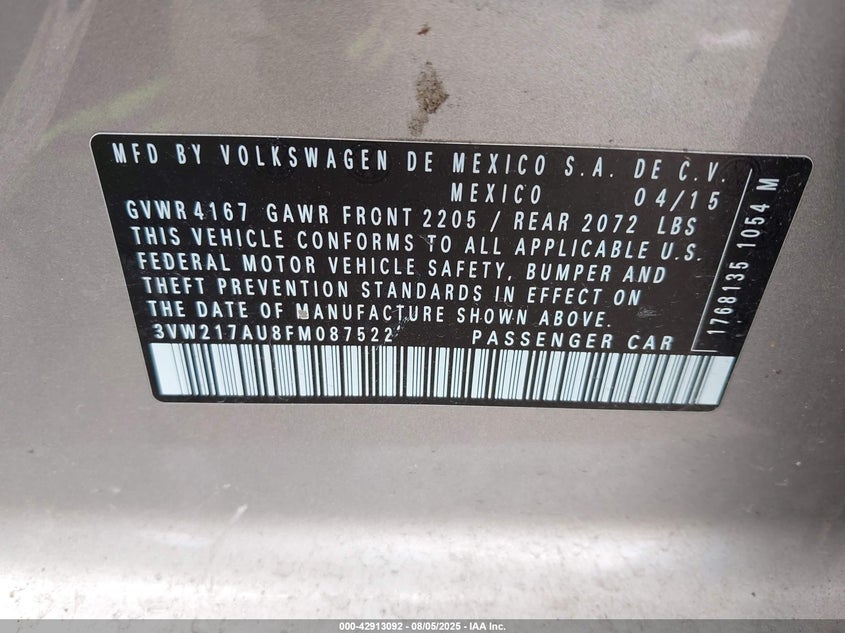 MFD BY VOLKSWAGEN DE MEXICO S.A. DE C.V.
MEXICO 04/15
GVWR4167 GAWR FRONT 2205 / REAR 2072 LBS
THIS VEHICLE CONFORMS TO ALL APPLICABLE U.S.
FEDERAL MOTOR VEHICLE SAFETY, BUMPER AND
THEFT PREVENTION STANDARDS IN EFFECT ON
THE DATE OF MANUFACTURE SHOWN ABOVE.
3VW217AU8FM087522 PASSENGER CAR
1768135 1054 M
000-42913092 - 08/05/2025 - IAA Inc.